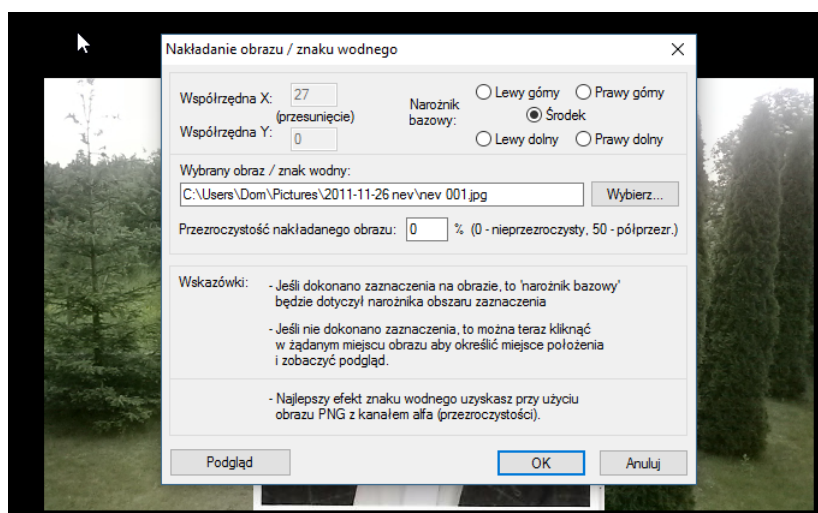 Nakładanie obrazu / znaku wodnego
Współrzędna X: 27
(przesunięcie)
Współrzędna Y: 0
Narożnik
bazowy:
Lewy górny Prawy górny
Środek
Lewy dolny Prawy dolny
Wybrany obraz / znak wodny:
C:\Users\Dom\Pictures\2011-11-26 nev\nev 001.jpg Wybierz...
Przezroczystość nakładanego obrazu: 0 % (0 - nieprzezroczysty, 50 - półprzezr.)
Wskazówki: - Jeśli dokonano zaznaczenia na obrazie, to 'narożnik bazowy'
będzie dotyczył narożnika obszaru zaznaczenia
- Jeśli nie dokonano zaznaczenia, to można teraz kliknąć
w żądanym miejscu obrazu aby określić miejsce położenia
i zobaczyć podgląd.
- Najlepszy efekt znaku wodnego uzyskasz przy użyciu
obrazu PNG z kanałem alfa (przezroczystości).
Podgląd OK Anuluj